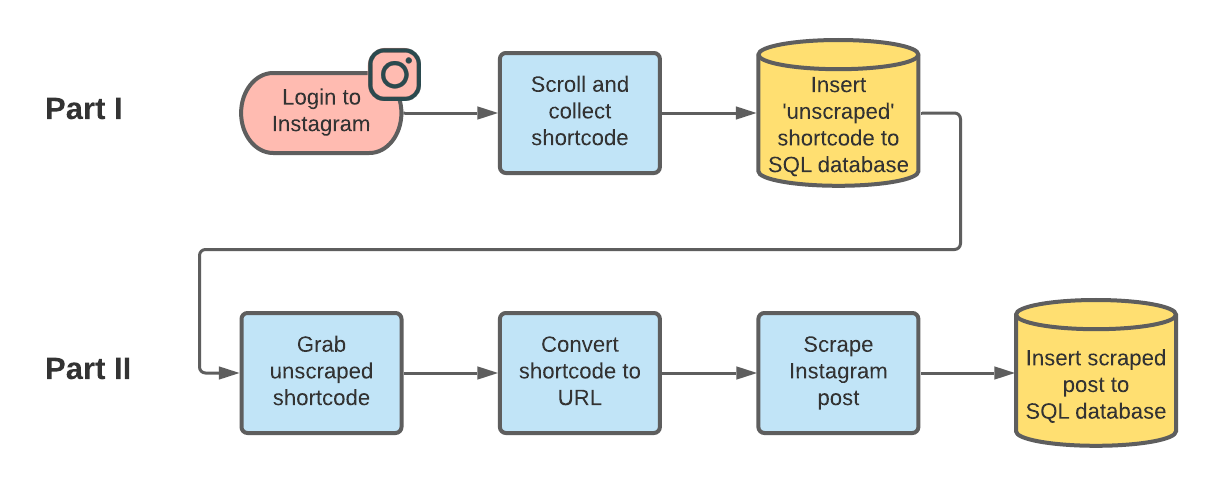 Part I
Login to
Instagram
Scroll and
collect
shortcode
Insert
'unscraped'
shortcode to
SQL database
Part II
Grab
unscraped
shortcode
Convert
shortcode to
URL
Scrape
Instagram
post
Insert scraped
post to
SQL database